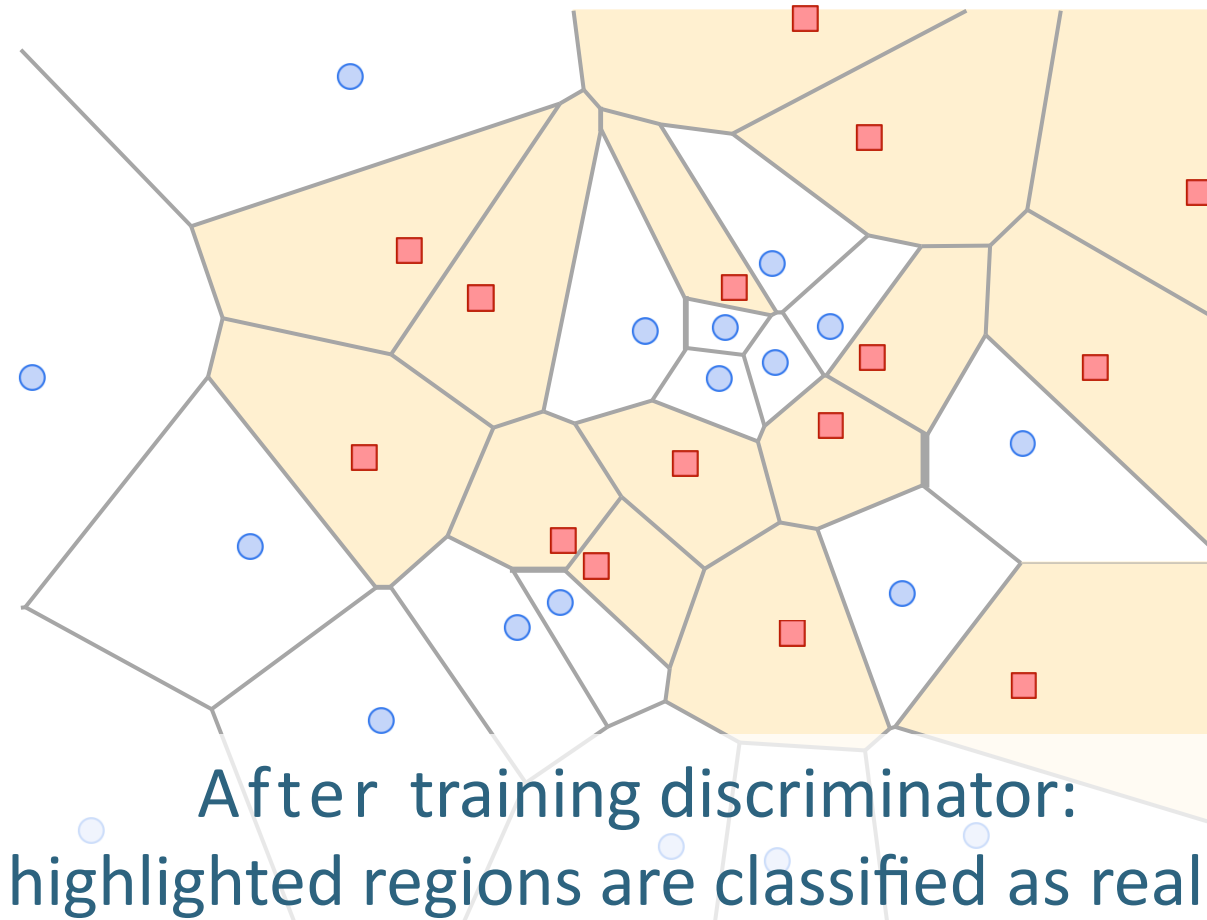 After training discriminator:
highlighted regions are classified as real